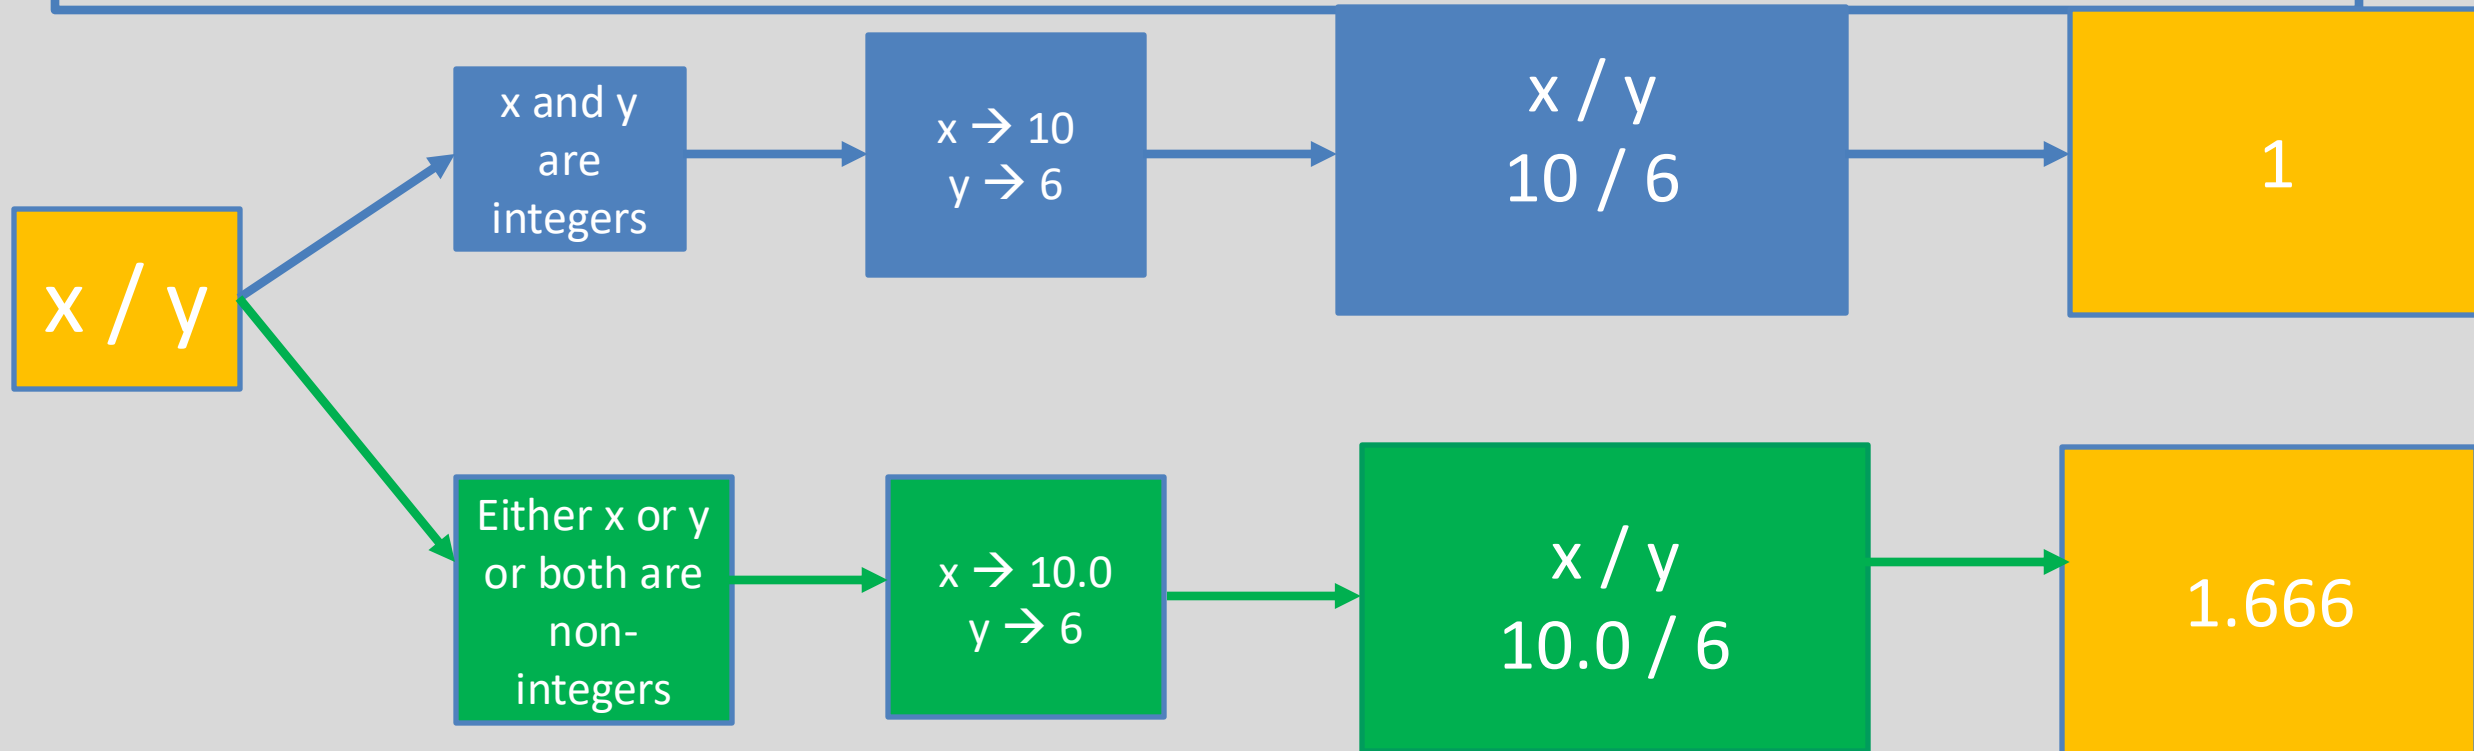 x / y
x and y
are
integers
x → 10
y → 6
x / y
10 / 6
1
Either x or y
or both are
non-
integers
x → 10.0
y → 6
x / y
10.0 / 6
1.666